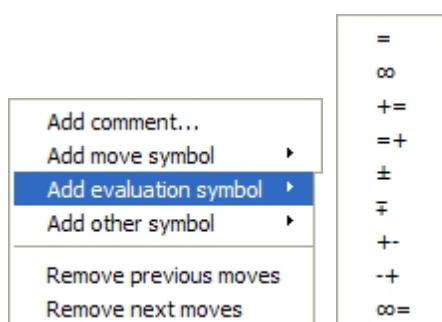 Add comment...
Add move symbol
Add evaluation symbol
Add other symbol
Remove previous moves
Remove next moves
=
∞
+=
=+
±
∓
+-
-+
∞=